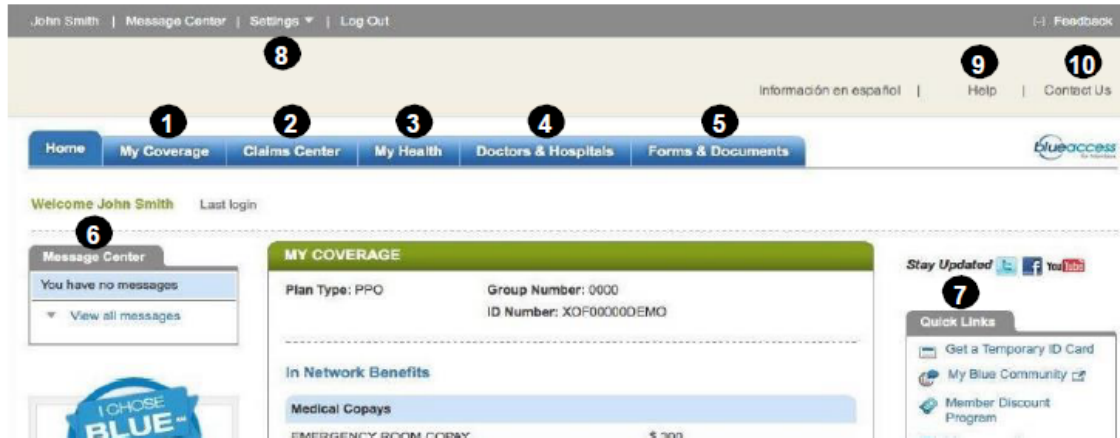 John Smith | Message Center | Settings ▼ | Log Out [-] Feedback
8 9 10
Información en español | Help | Contact Us
1 2 3 4 5
Home My Coverage Claims Center My Health Doctors & Hospitals Forms & Documents blueaccess
Welcome John Smith Last login
6
Message Center
You have no messages
View all messages
I CHOSE
BLUE
MY COVERAGE
Plan Type: PPO Group Number: 0000
ID Number: XOF00000DEMO
In Network Benefits
Medical Copays
EMERGENCY ROOM COPAY
Stay Updated You Tube
7
Quick Links
Get a Temporary ID Card
My Blue Community
Member Discount
Program